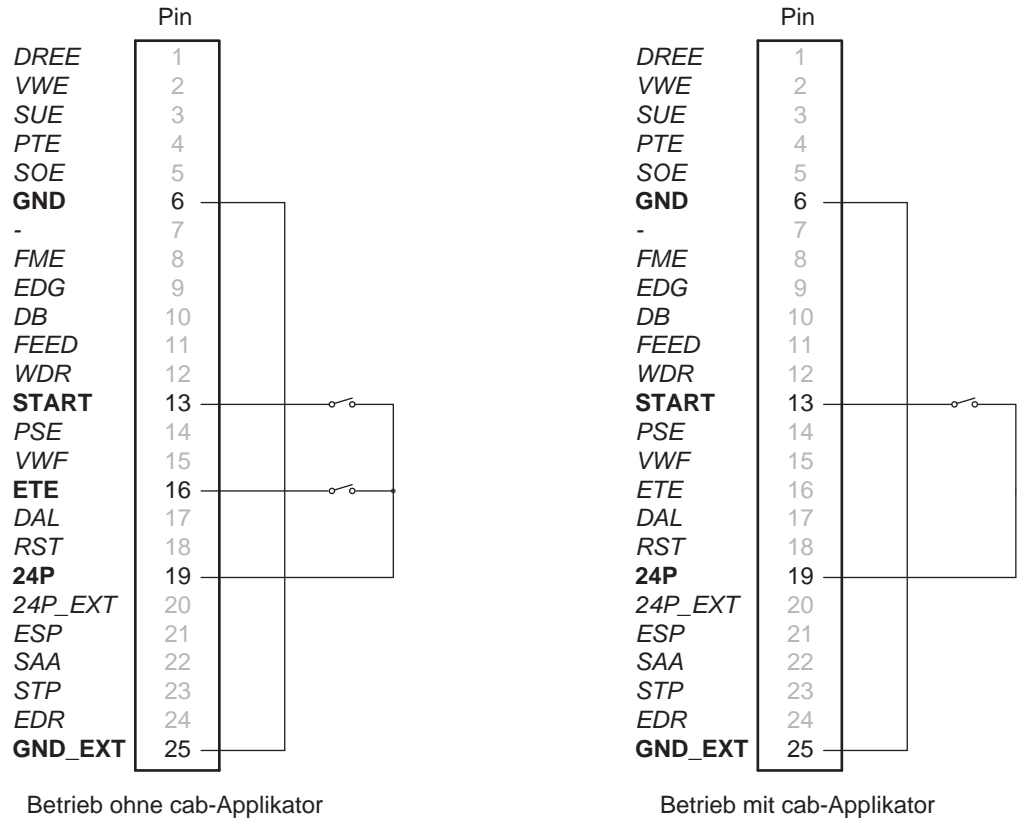 Pin
DREE 1
VWE 2
SUE 3
PTE 4
SOE 5
GND 6
- 7
FME 8
EDG 9
DB 10
FEED 11
WDR 12
START 13
PSE 14
VWF 15
ETE 16
DAL 17
RST 18
24P 19
24P_EXT 20
ESP 21
SAA 22
STP 23
EDR 24
GND_EXT 25
Betrieb ohne cab-Applikator
Pin
DREE 1
VWE 2
SUE 3
PTE 4
SOE 5
GND 6
- 7
FME 8
EDG 9
DB 10
FEED 11
WDR 12
START 13
PSE 14
VWF 15
ETE 16
DAL 17
RST 18
24P 19
24P_EXT 20
ESP 21
SAA 22
STP 23
EDR 24
GND_EXT 25
Betrieb mit cab-Applikator